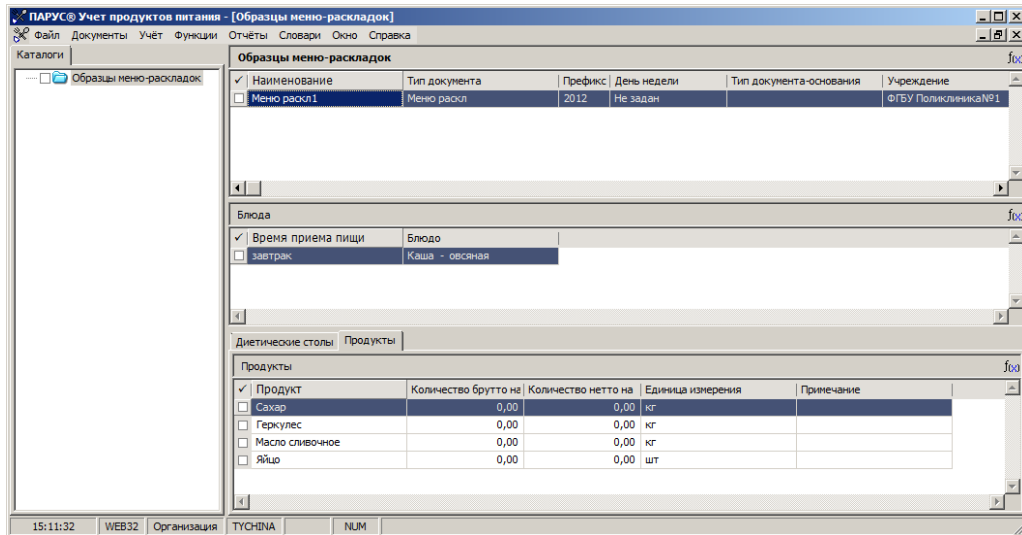 ПАРУС® Учет продуктов питания - [Образцы меню-раскладок]
Файл Документы Учёт Функции Отчёты Словари Окно Справка
Каталоги
Образцы меню-раскладок
Образцы меню-раскладок f(x)
✓ Наименование Тип документа Префикс День недели Тип документа-основания Учреждение
Меню раскл1 Меню раскл 2012 Не задан ФГБУ Поликлиника№1
Блюда f(x)
✓ Время приема пищи Блюдо
завтрак Каша - овсяная
Диетические столы Продукты
Продукты f(x)
✓ Продукт Количество брутто на Количество нетто на Единица измерения Примечание
Сахар 0,00 0,00 кг
Геркулес 0,00 0,00 кг
Масло сливочное 0,00 0,00 кг
Яйцо 0,00 0,00 шт
15:11:32 WEB32 Организация TYCHINA NUM